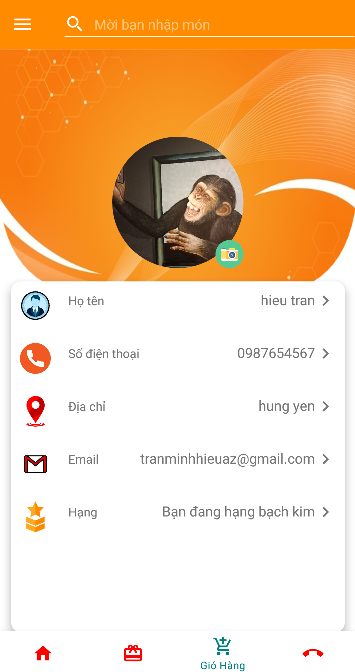 Mời bạn nhập món
Họ tên hieu tran
Số điện thoại 0987654567
Địa chỉ hung yen
Email tranminhhieuaz@gmail.com
Hạng Bạn đang hạng bạch kim
Giỏ Hàng